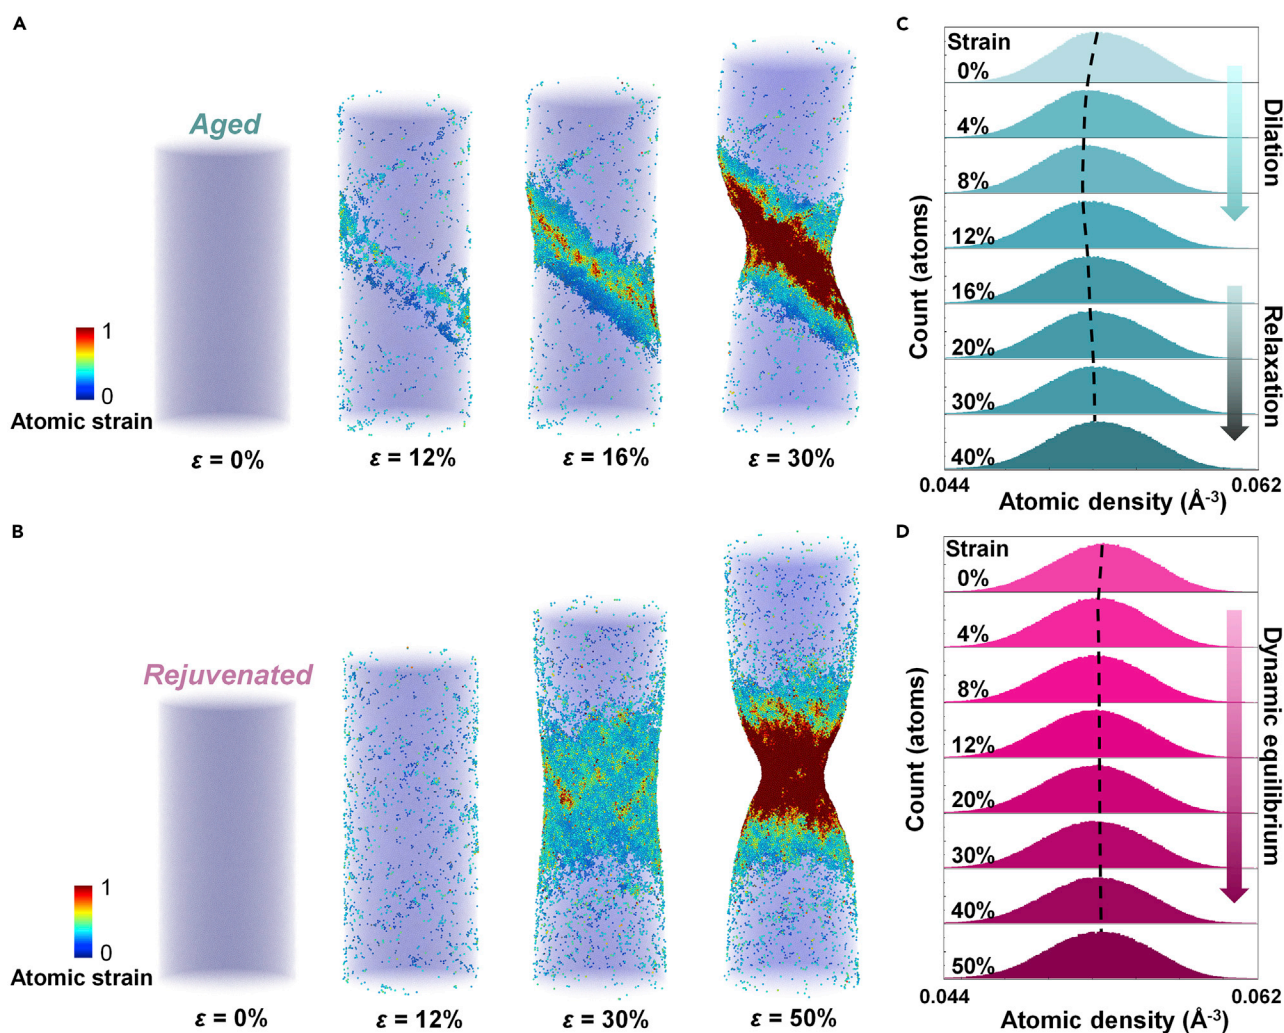 A
Aged
1
0
Atomic strain
ε = 0%
ε = 12%
ε = 16%
ε = 30%
C
Strain
0%
4%
8%
12%
16%
20%
30%
40%
Count (atoms)
Dilation
Relaxation
0.044
0.062
Atomic density (Å⁻³)
B
Rejuvenated
1
0
Atomic strain
ε = 0%
ε = 12%
ε = 30%
ε = 50%
D
Strain
0%
4%
8%
12%
20%
30%
40%
50%
Count (atoms)
Dynamic equilibrium
0.044
0.062
Atomic density (Å⁻³)